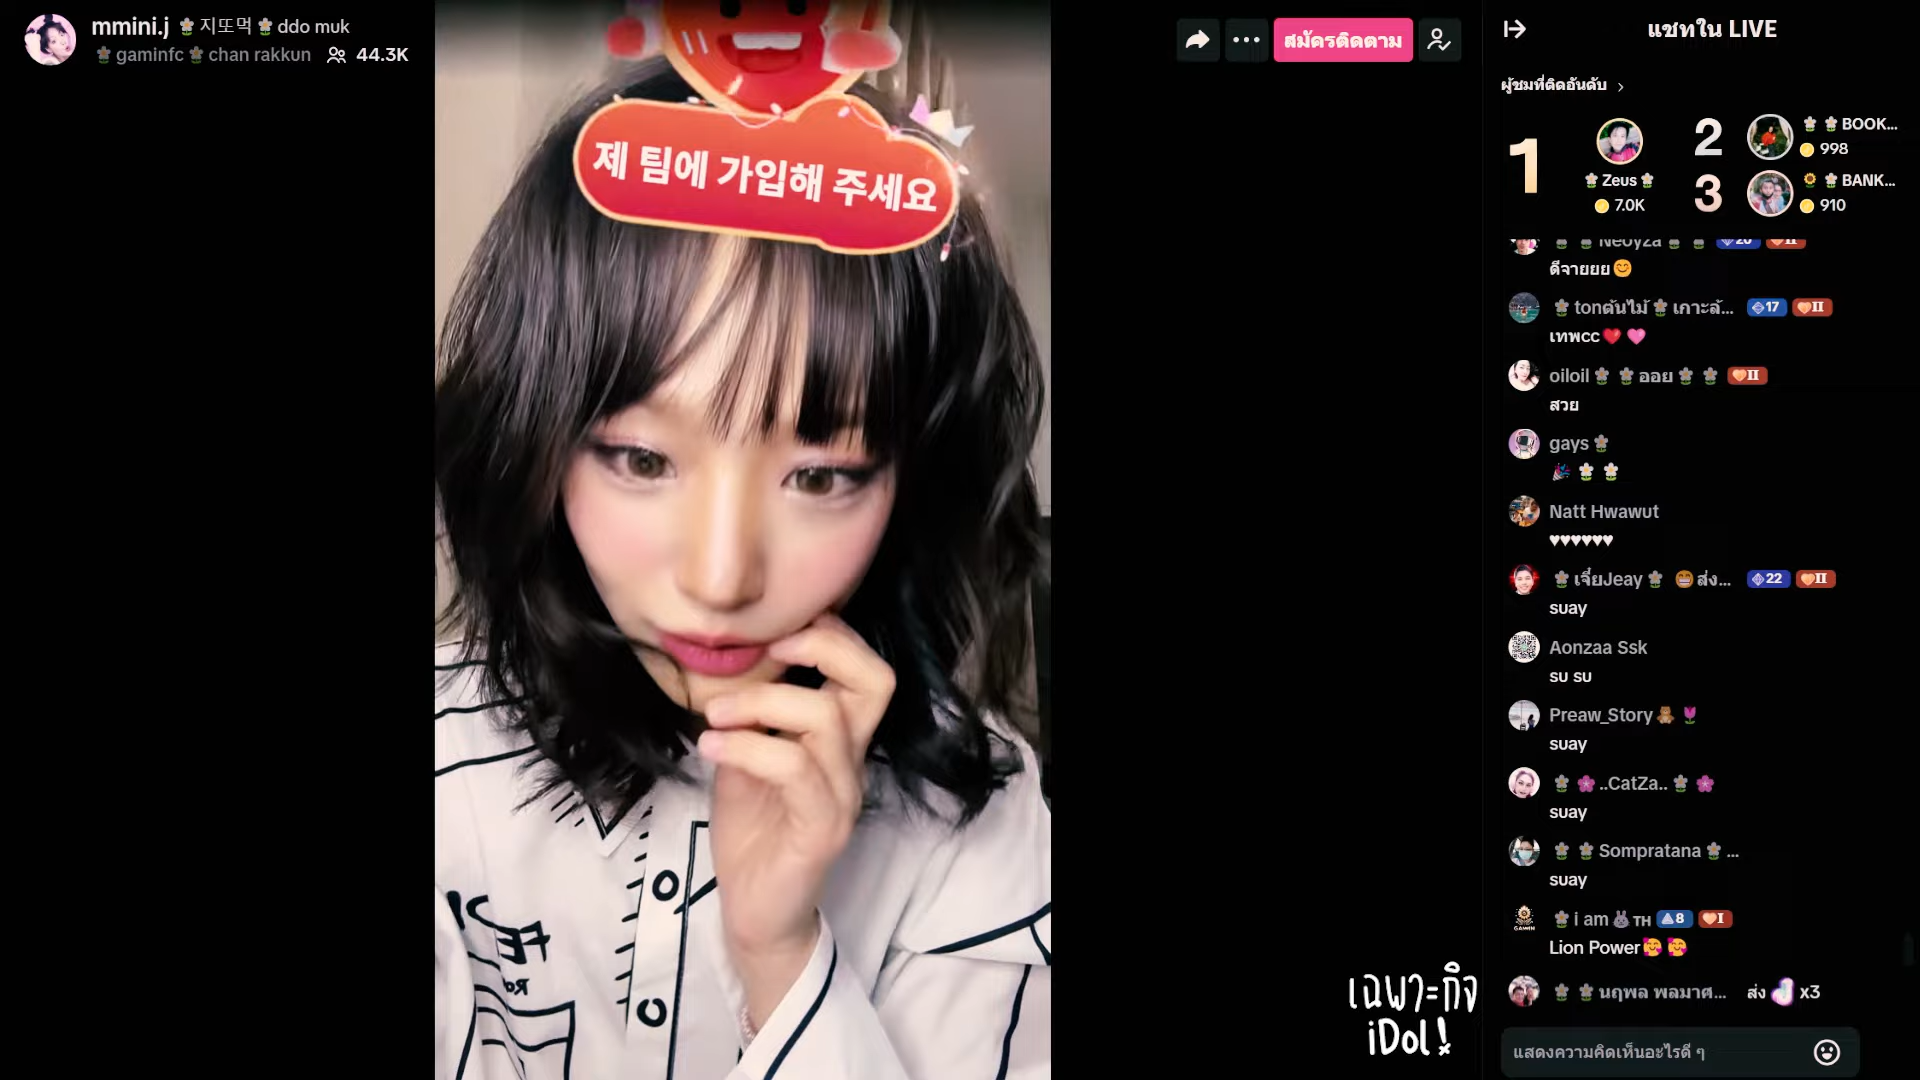 mmini.j 지또먹 ddo muk
gaminfc chan rakkun 44.3K
제 팀에 가입해 주세요
สมัครติดตาม
แชทใน LIVE
ผู้ชมที่ติดอันดับ
1
Zeus
7.0K
2
BOOK...
998
3
BANK...
910
Neoyza 20 II
ดีจายยย😊
tonต้นไม้ เกาะล้... 17 II
เทพcc❤️🩷
oiloil ออย II
สวย
gays
🎉
Natt Hwawut
♥♥♥♥♥♥
เจี๋ยJeay 😁ส่ง... 22 II
suay
Aonzaa Ssk
su su
Preaw_Story🧸🌷
suay
🌸..CatZa.. 🌸
suay
Sompratana ...
suay
i am🐰ᴛʜ 8 I
Lion Power🥰🥰
นฤพล พลมาศ... ส่ง x3
เฉพาะกิจ
iDol!
แสดงความคิดเห็นอะไรดี ๆ